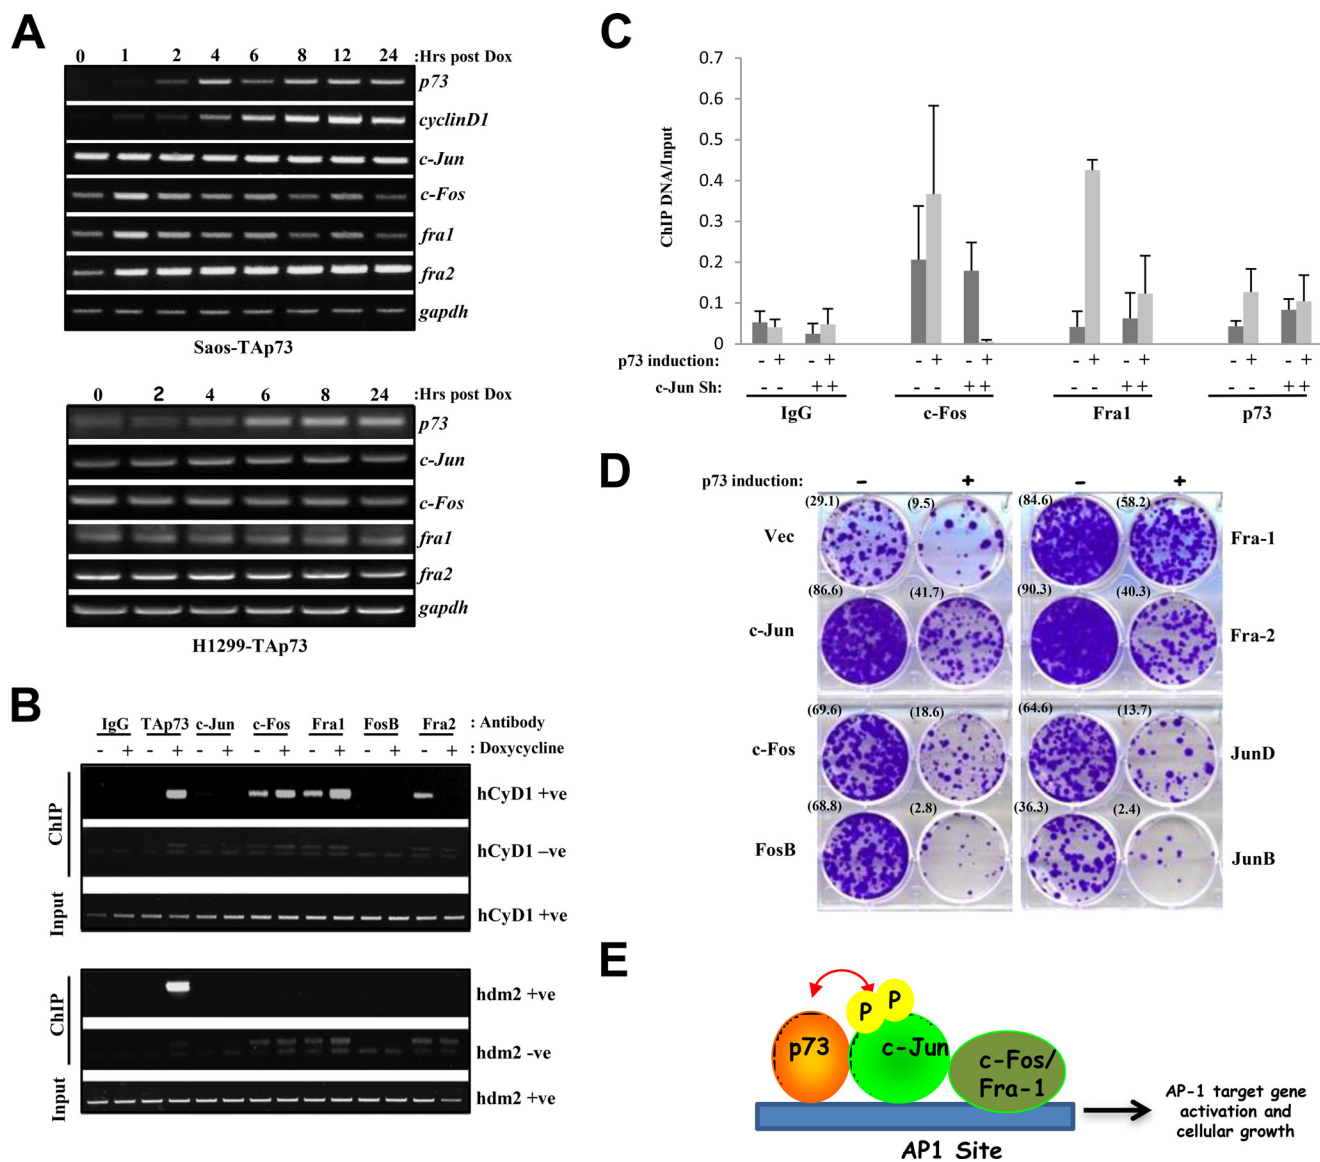 A
0 1 2 4 6 8 12 24 :Hrs post Dox
p73
cyclinD1
c-Jun
c-Fos
fra1
fra2
gapdh
Saos-TAp73
0 2 4 6 8 24 :Hrs post Dox
p73
c-Jun
c-Fos
fra1
fra2
gapdh
H1299-TAp73
B
IgG TAp73 c-Jun c-Fos Fra1 FosB Fra2 : Antibody
- + - + - + - + - + - + - + : Doxycycline
ChIP
hCyD1 +ve
hCyD1 –ve
Input
hCyD1 +ve
ChIP
hdm2 +ve
hdm2 -ve
Input
hdm2 +ve
C
ChIP DNA/Input
0.7
0.6
0.5
0.4
0.3
0.2
0.1
0
p73 induction: - + - + - + - + - + - + - + - +
c-Jun Sh: - - + + - - + + - - + + - - + +
IgG c-Fos Fra1 p73
D
p73 induction: - + - +
(29.1) (9.5) (84.6) (58.2)
Vec Fra-1
(86.6) (41.7) (90.3) (40.3)
c-Jun Fra-2
(69.6) (18.6) (64.6) (13.7)
c-Fos JunD
(68.8) (2.8) (36.3) (2.4)
FosB JunB
E
P P
p73 c-Jun c-Fos/
Fra-1
AP1 Site
AP-1 target gene
activation and
cellular growth